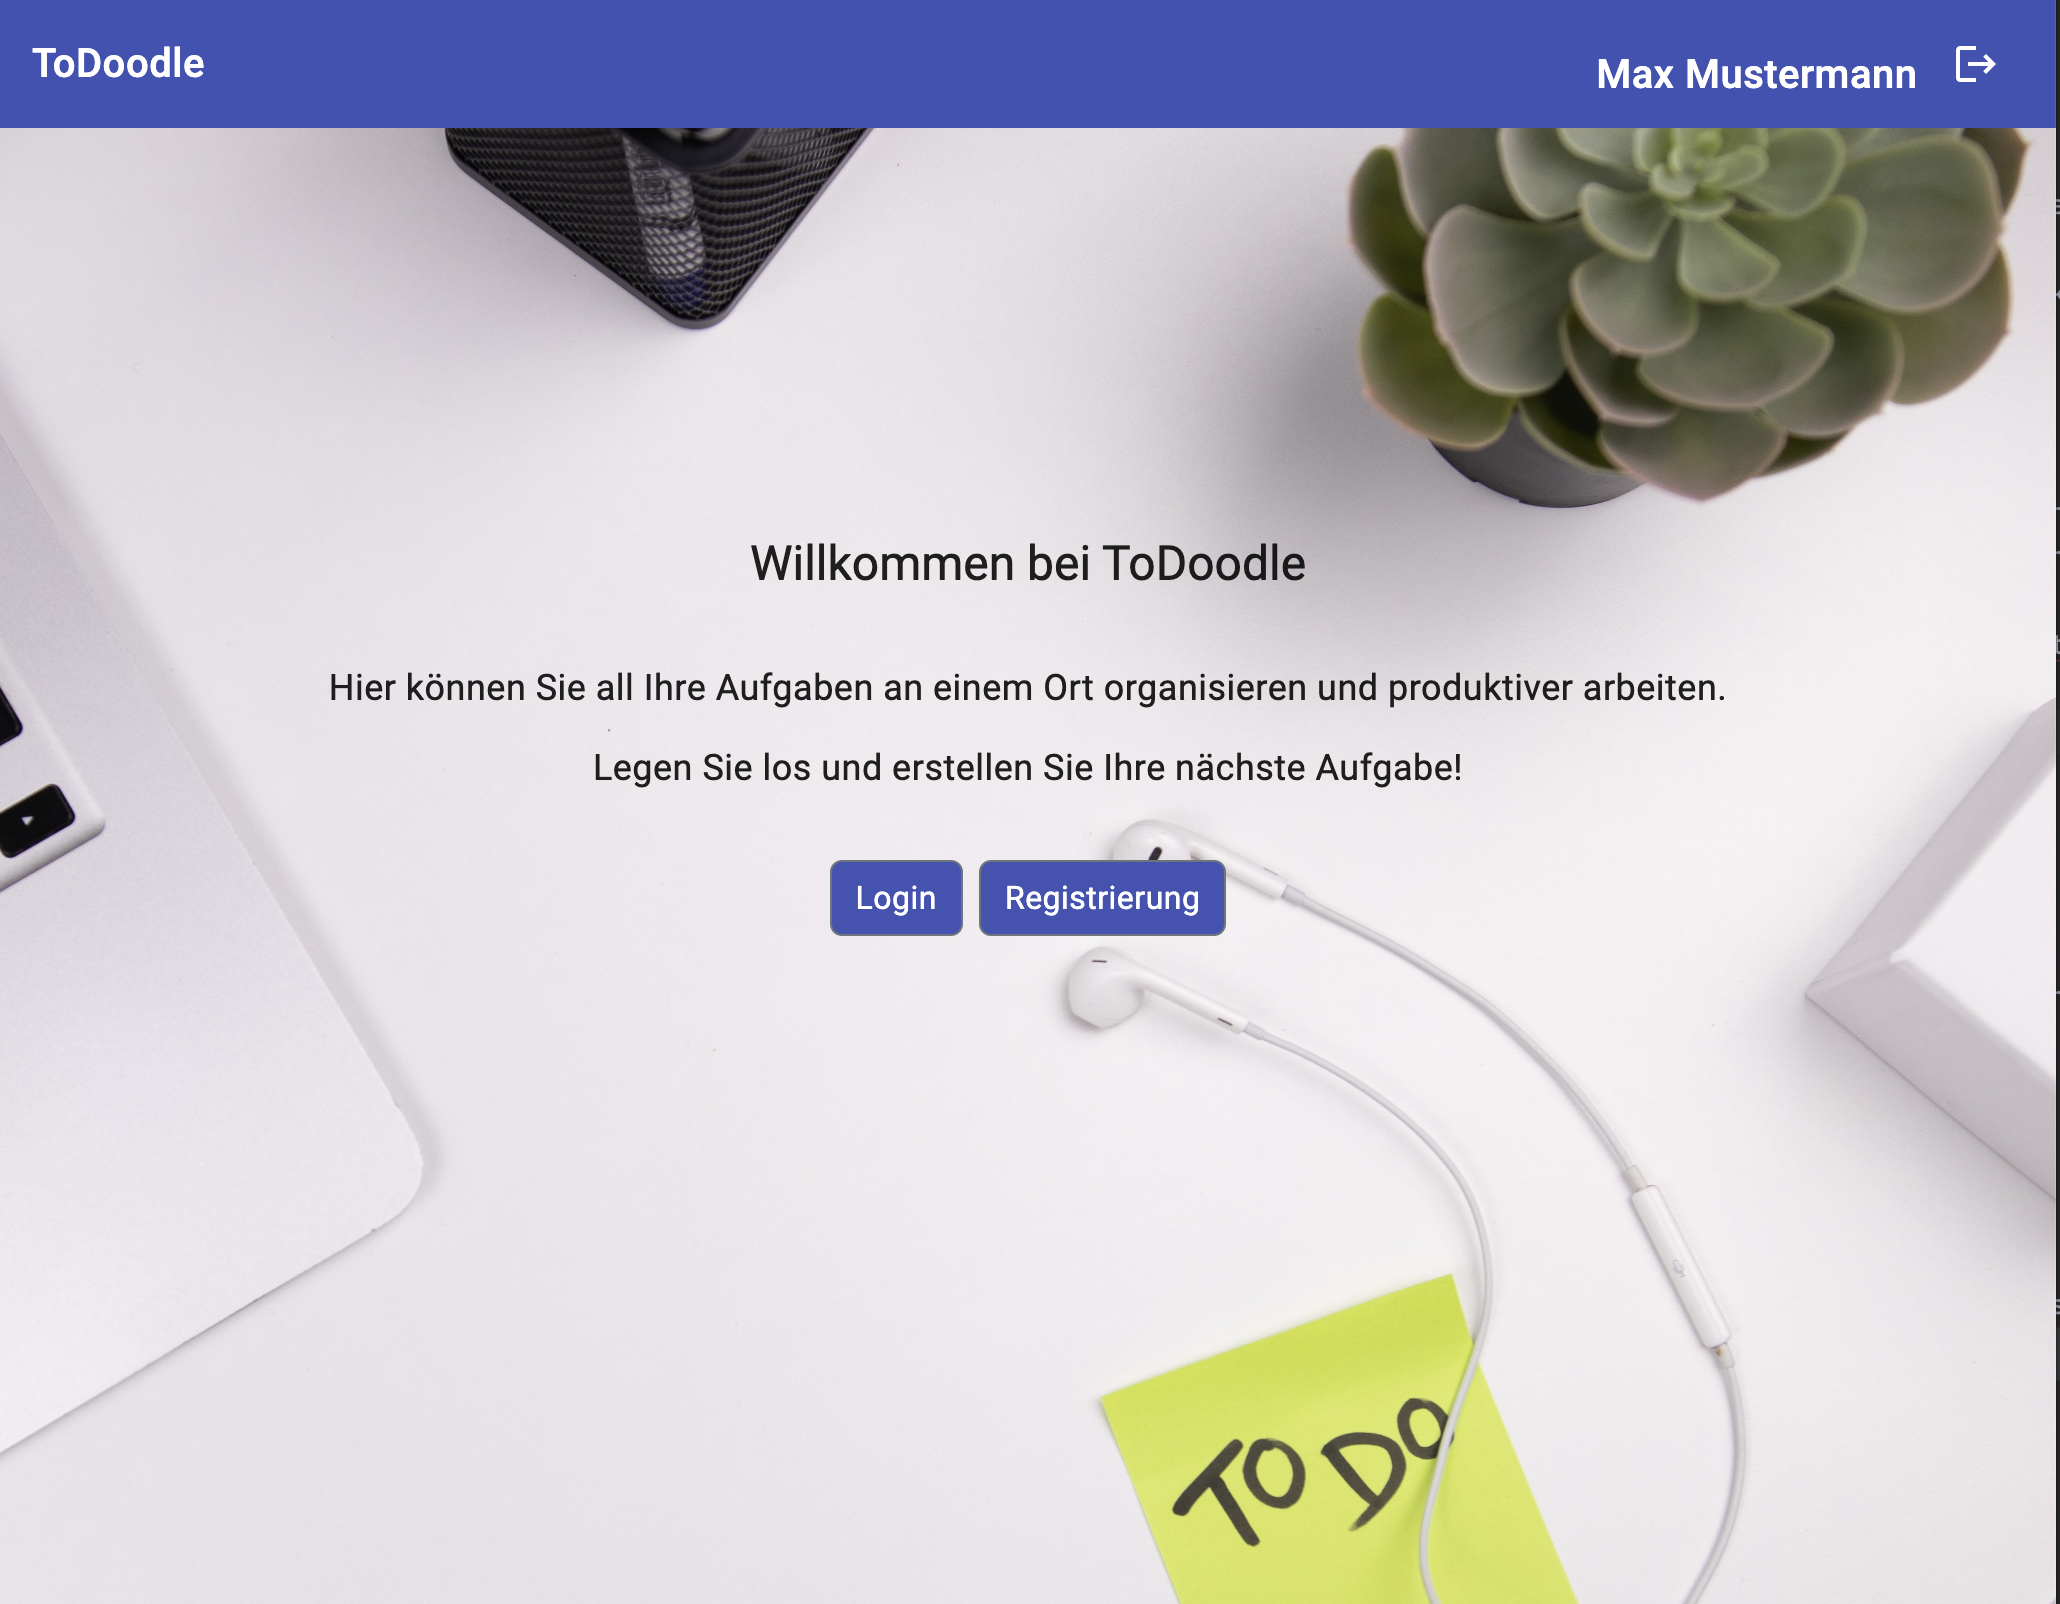 ToDoodle
Max Mustermann
Willkommen bei ToDoodle
Hier können Sie all Ihre Aufgaben an einem Ort organisieren und produktiver arbeiten.
Legen Sie los und erstellen Sie Ihre nächste Aufgabe!
Login Registrierung
TO DO